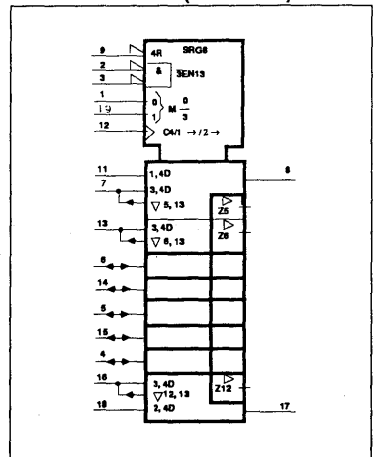 9 4R SRG8
2 &
3 3EN13
1 0
19 1 } M 0/3
12 C4/1 → /2 →
11 1, 4D 8
7 3, 4D
▽ 5, 13 Z5
13 3, 4D
▽ 6, 13 Z6
6
14
5
15
4
16 3, 4D
▽ 12, 13 Z12
18 2, 4D 17